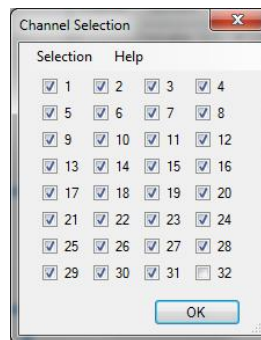 Channel Selection
Selection Help
1 2 3 4
5 6 7 8
9 10 11 12
13 14 15 16
17 18 19 20
21 22 23 24
25 26 27 28
29 30 31 32
OK